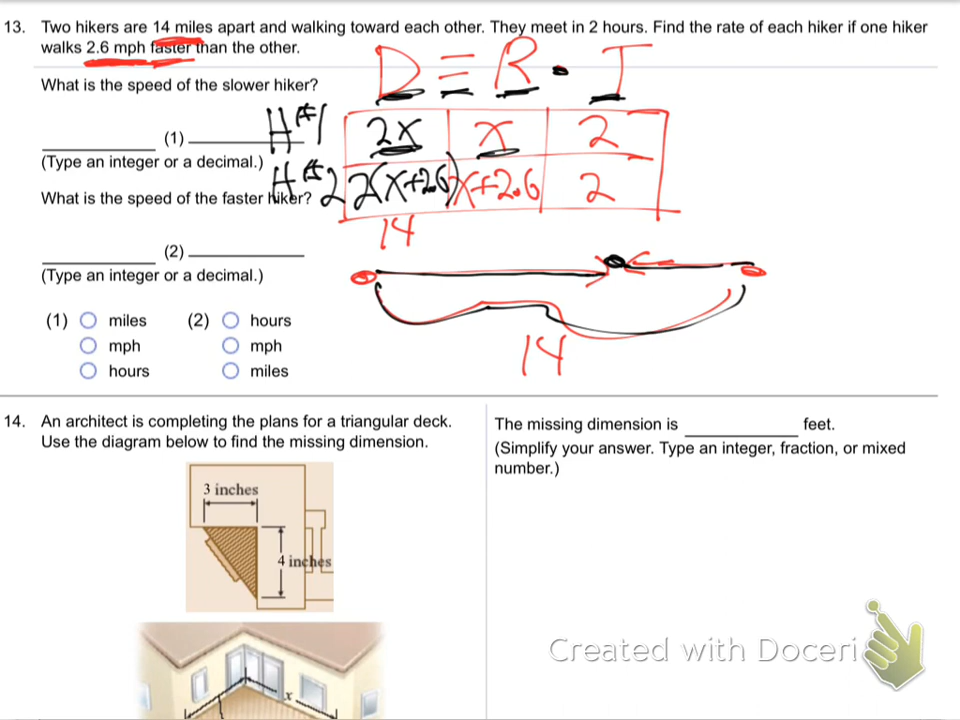 13. Two hikers are 14 miles apart and walking toward each other. They meet in 2 hours. Find the rate of each hiker if one hiker
walks 2.6 mph faster than the other.
D = R · T
What is the speed of the slower hiker?
H#1 2x x 2
(1)
(Type an integer or a decimal.)
H#2 2(x+2.6) x+2.6 2
What is the speed of the faster hiker?
14
(2)
(Type an integer or a decimal.)
(1) miles (2) hours
mph mph
hours miles
14
14. An architect is completing the plans for a triangular deck.
Use the diagram below to find the missing dimension.
3 inches
4 inches
x
The missing dimension is feet.
(Simplify your answer. Type an integer, fraction, or mixed
number.)
Created with Doceri